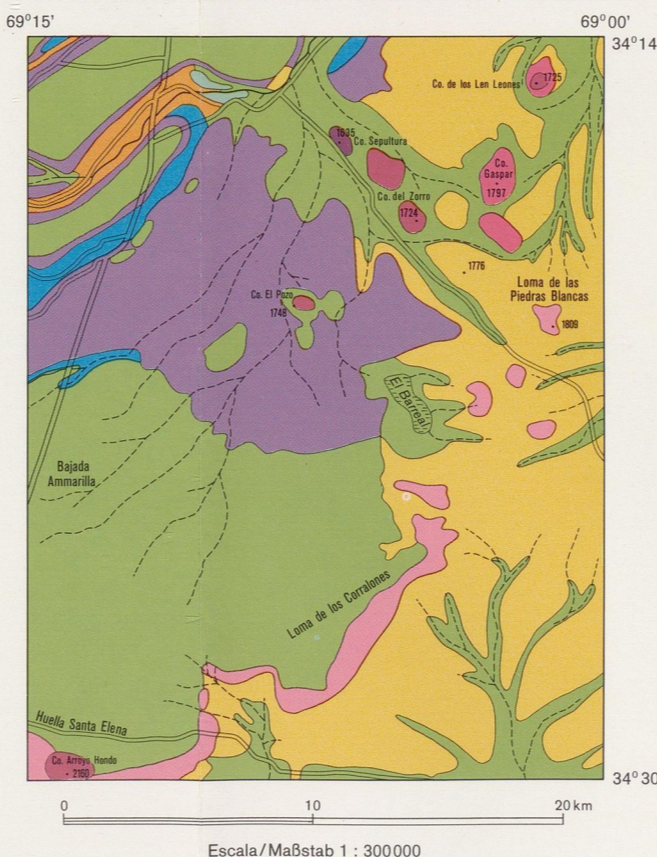 69°15'
69°00'
34°14
Co. de los Len Leones
1725
1635
Co. Sepultura
Co.
Gaspar
1797
Co. del Zorro
1724
1776
Loma de las
Piedras Blancas
1809
Co. El Pozo
1748
El Barreal
Bajada
Ammarilla
Loma de los Corralones
Huella Santa Elena
Co. Arroyo Hondo
2160
34°30
0
10
20 km
Escala/Maßstab 1 : 300000